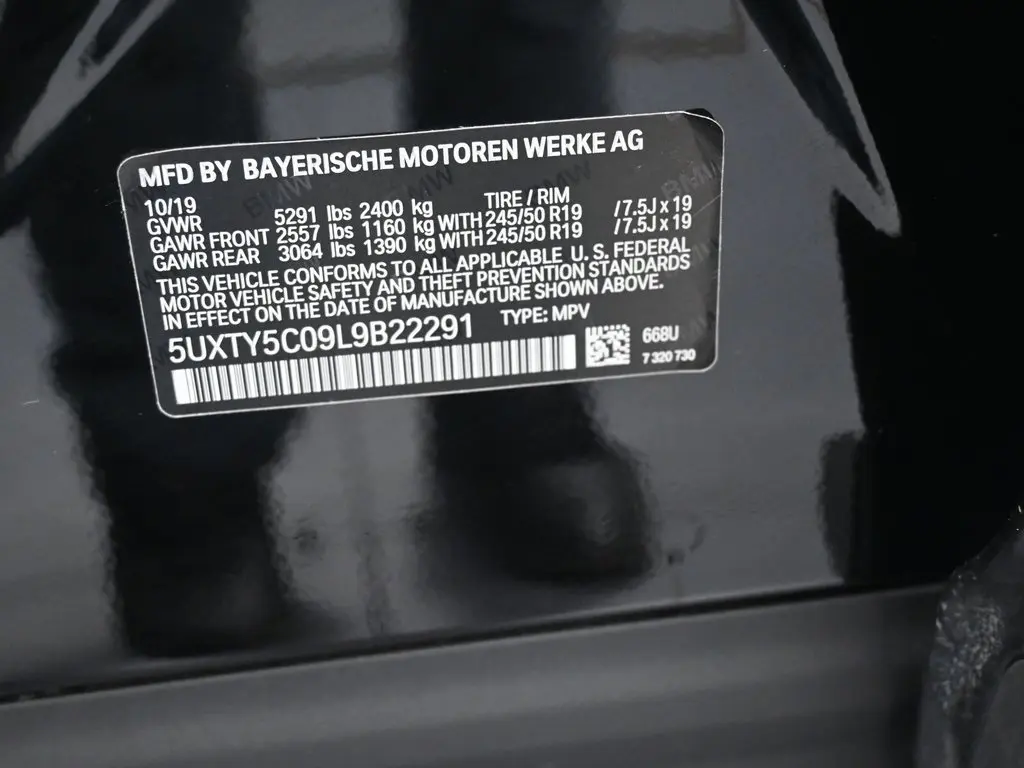 MFD BY BAYERISCHE MOTOREN WERKE AG
10/19 TIRE / RIM
GVWR 5291 lbs 2400 kg
GAWR FRONT 2557 lbs 1160 kg WITH 245/50 R19 /7.5J x 19
GAWR REAR 3064 lbs 1390 kg WITH 245/50 R19 /7.5J x 19
THIS VEHICLE CONFORMS TO ALL APPLICABLE U. S. FEDERAL
MOTOR VEHICLE SAFETY AND THEFT PREVENTION STANDARDS
IN EFFECT ON THE DATE OF MANUFACTURE SHOWN ABOVE.
5UXTY5C09L9B22291 TYPE: MPV
668U
7 320 730